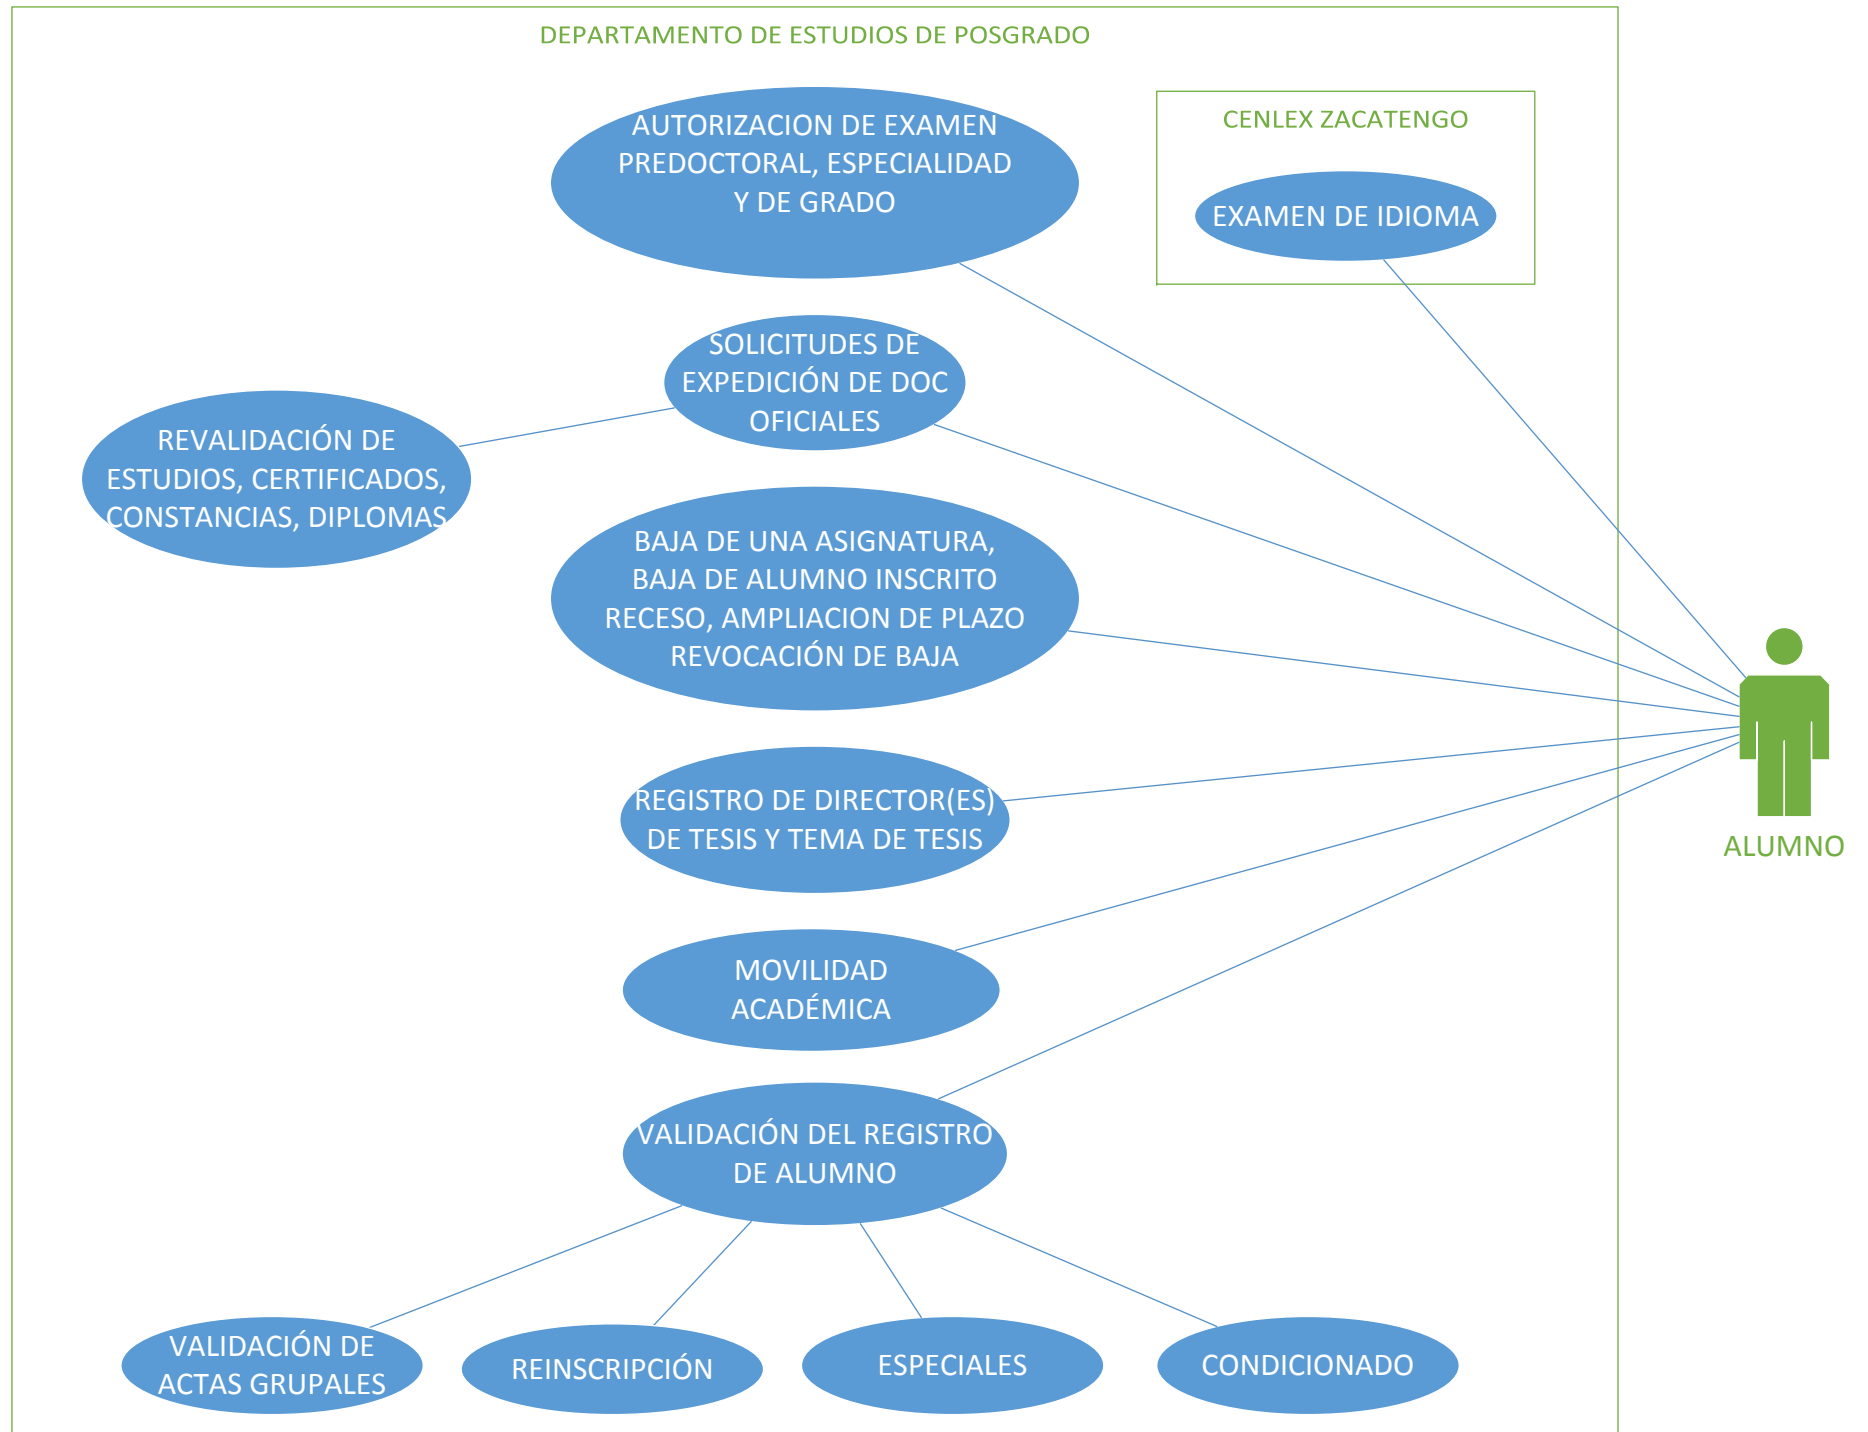 DEPARTAMENTO DE ESTUDIOS DE POSGRADO
AUTORIZACION DE EXAMEN
PREDOCTORAL, ESPECIALIDAD
Y DE GRADO
CENLEX ZACATENGO
EXAMEN DE IDIOMA
SOLICITUDES DE
EXPEDICIÓN DE DOC
OFICIALES
REVALIDACIÓN DE
ESTUDIOS, CERTIFICADOS,
CONSTANCIAS, DIPLOMAS
BAJA DE UNA ASIGNATURA,
BAJA DE ALUMNO INSCRITO
RECESO, AMPLIACION DE PLAZO
REVOCACIÓN DE BAJA
REGISTRO DE DIRECTOR(ES)
DE TESIS Y TEMA DE TESIS
ALUMNO
MOVILIDAD
ACADÉMICA
VALIDACIÓN DEL REGISTRO
DE ALUMNO
VALIDACIÓN DE
ACTAS GRUPALES
REINSCRIPCIÓN
ESPECIALES
CONDICIONADO